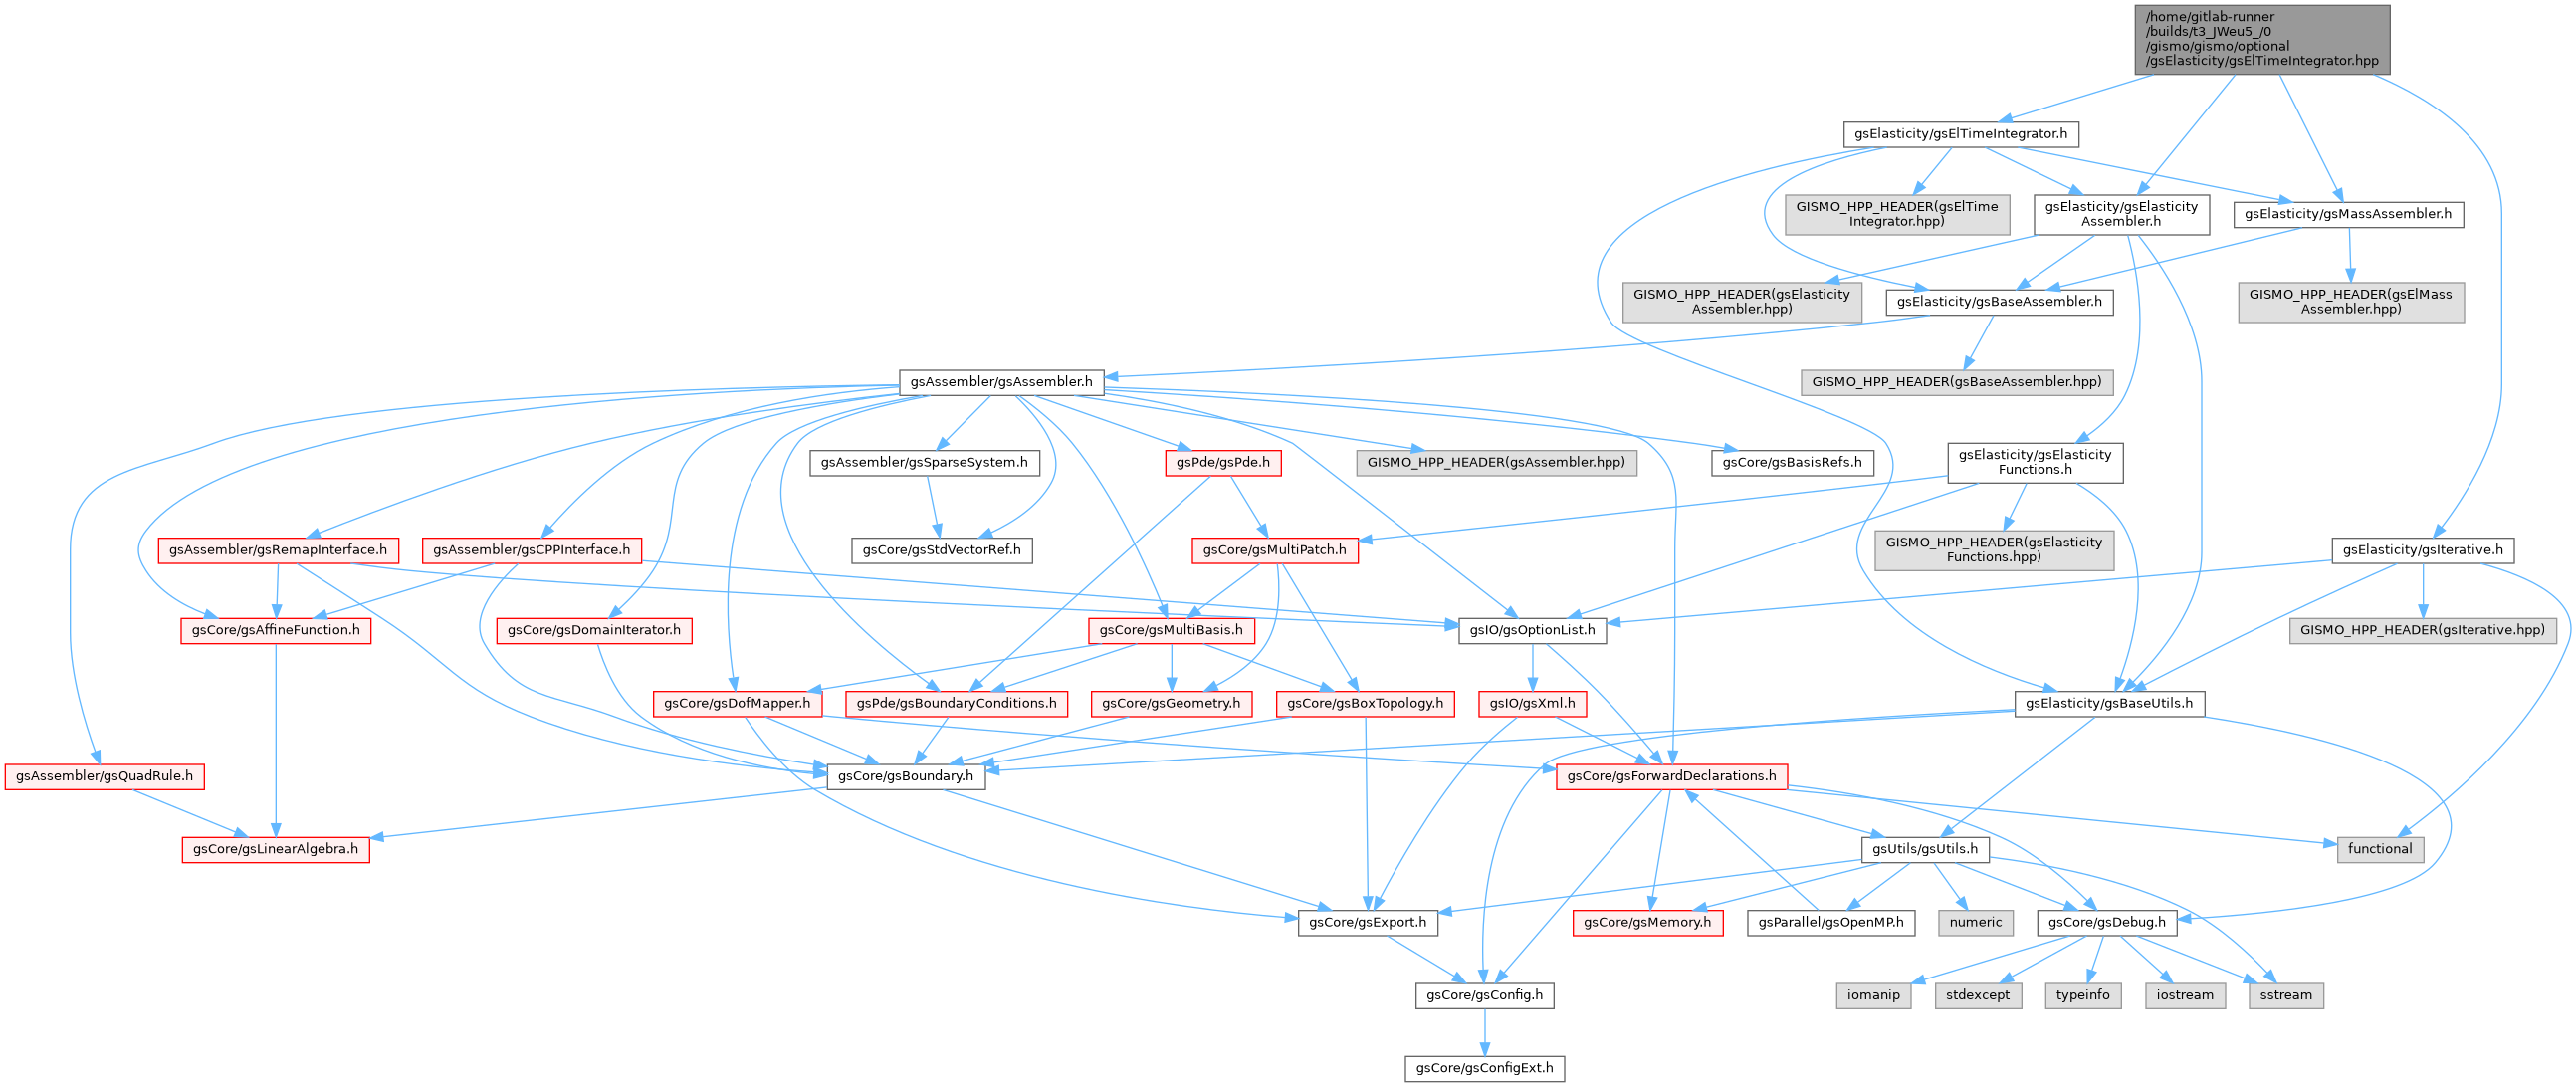 /home/gitlab-runner
/builds/t3_JWeu5_/0
/gismo/gismo/optional
/gsElasticity/gsElTimeIntegrator.hpp
gsElasticity/gsElTimeIntegrator.h
GISMO_HPP_HEADER(gsElTime
Integrator.hpp)
gsElasticity/gsElasticity
Assembler.h
gsElasticity/gsMassAssembler.h
GISMO_HPP_HEADER(gsElasticity
Assembler.hpp)
gsElasticity/gsBaseAssembler.h
GISMO_HPP_HEADER(gsElMass
Assembler.hpp)
gsAssembler/gsAssembler.h
GISMO_HPP_HEADER(gsBaseAssembler.hpp)
gsAssembler/gsSparseSystem.h
gsPde/gsPde.h
GISMO_HPP_HEADER(gsAssembler.hpp)
gsCore/gsBasisRefs.h
gsElasticity/gsElasticity
Functions.h
gsAssembler/gsRemapInterface.h
gsAssembler/gsCPPInterface.h
gsCore/gsStdVectorRef.h
gsCore/gsMultiPatch.h
GISMO_HPP_HEADER(gsElasticity
Functions.hpp)
gsElasticity/gsIterative.h
gsCore/gsAffineFunction.h
gsCore/gsDomainIterator.h
gsCore/gsMultiBasis.h
gsIO/gsOptionList.h
GISMO_HPP_HEADER(gsIterative.hpp)
gsCore/gsDofMapper.h
gsPde/gsBoundaryConditions.h
gsCore/gsGeometry.h
gsCore/gsBoxTopology.h
gsIO/gsXml.h
gsElasticity/gsBaseUtils.h
gsAssembler/gsQuadRule.h
gsCore/gsBoundary.h
gsCore/gsForwardDeclarations.h
gsCore/gsLinearAlgebra.h
gsUtils/gsUtils.h
functional
gsCore/gsExport.h
gsCore/gsMemory.h
gsParallel/gsOpenMP.h
numeric
gsCore/gsDebug.h
gsCore/gsConfig.h
iomanip
stdexcept
typeinfo
iostream
sstream
gsCore/gsConfigExt.h